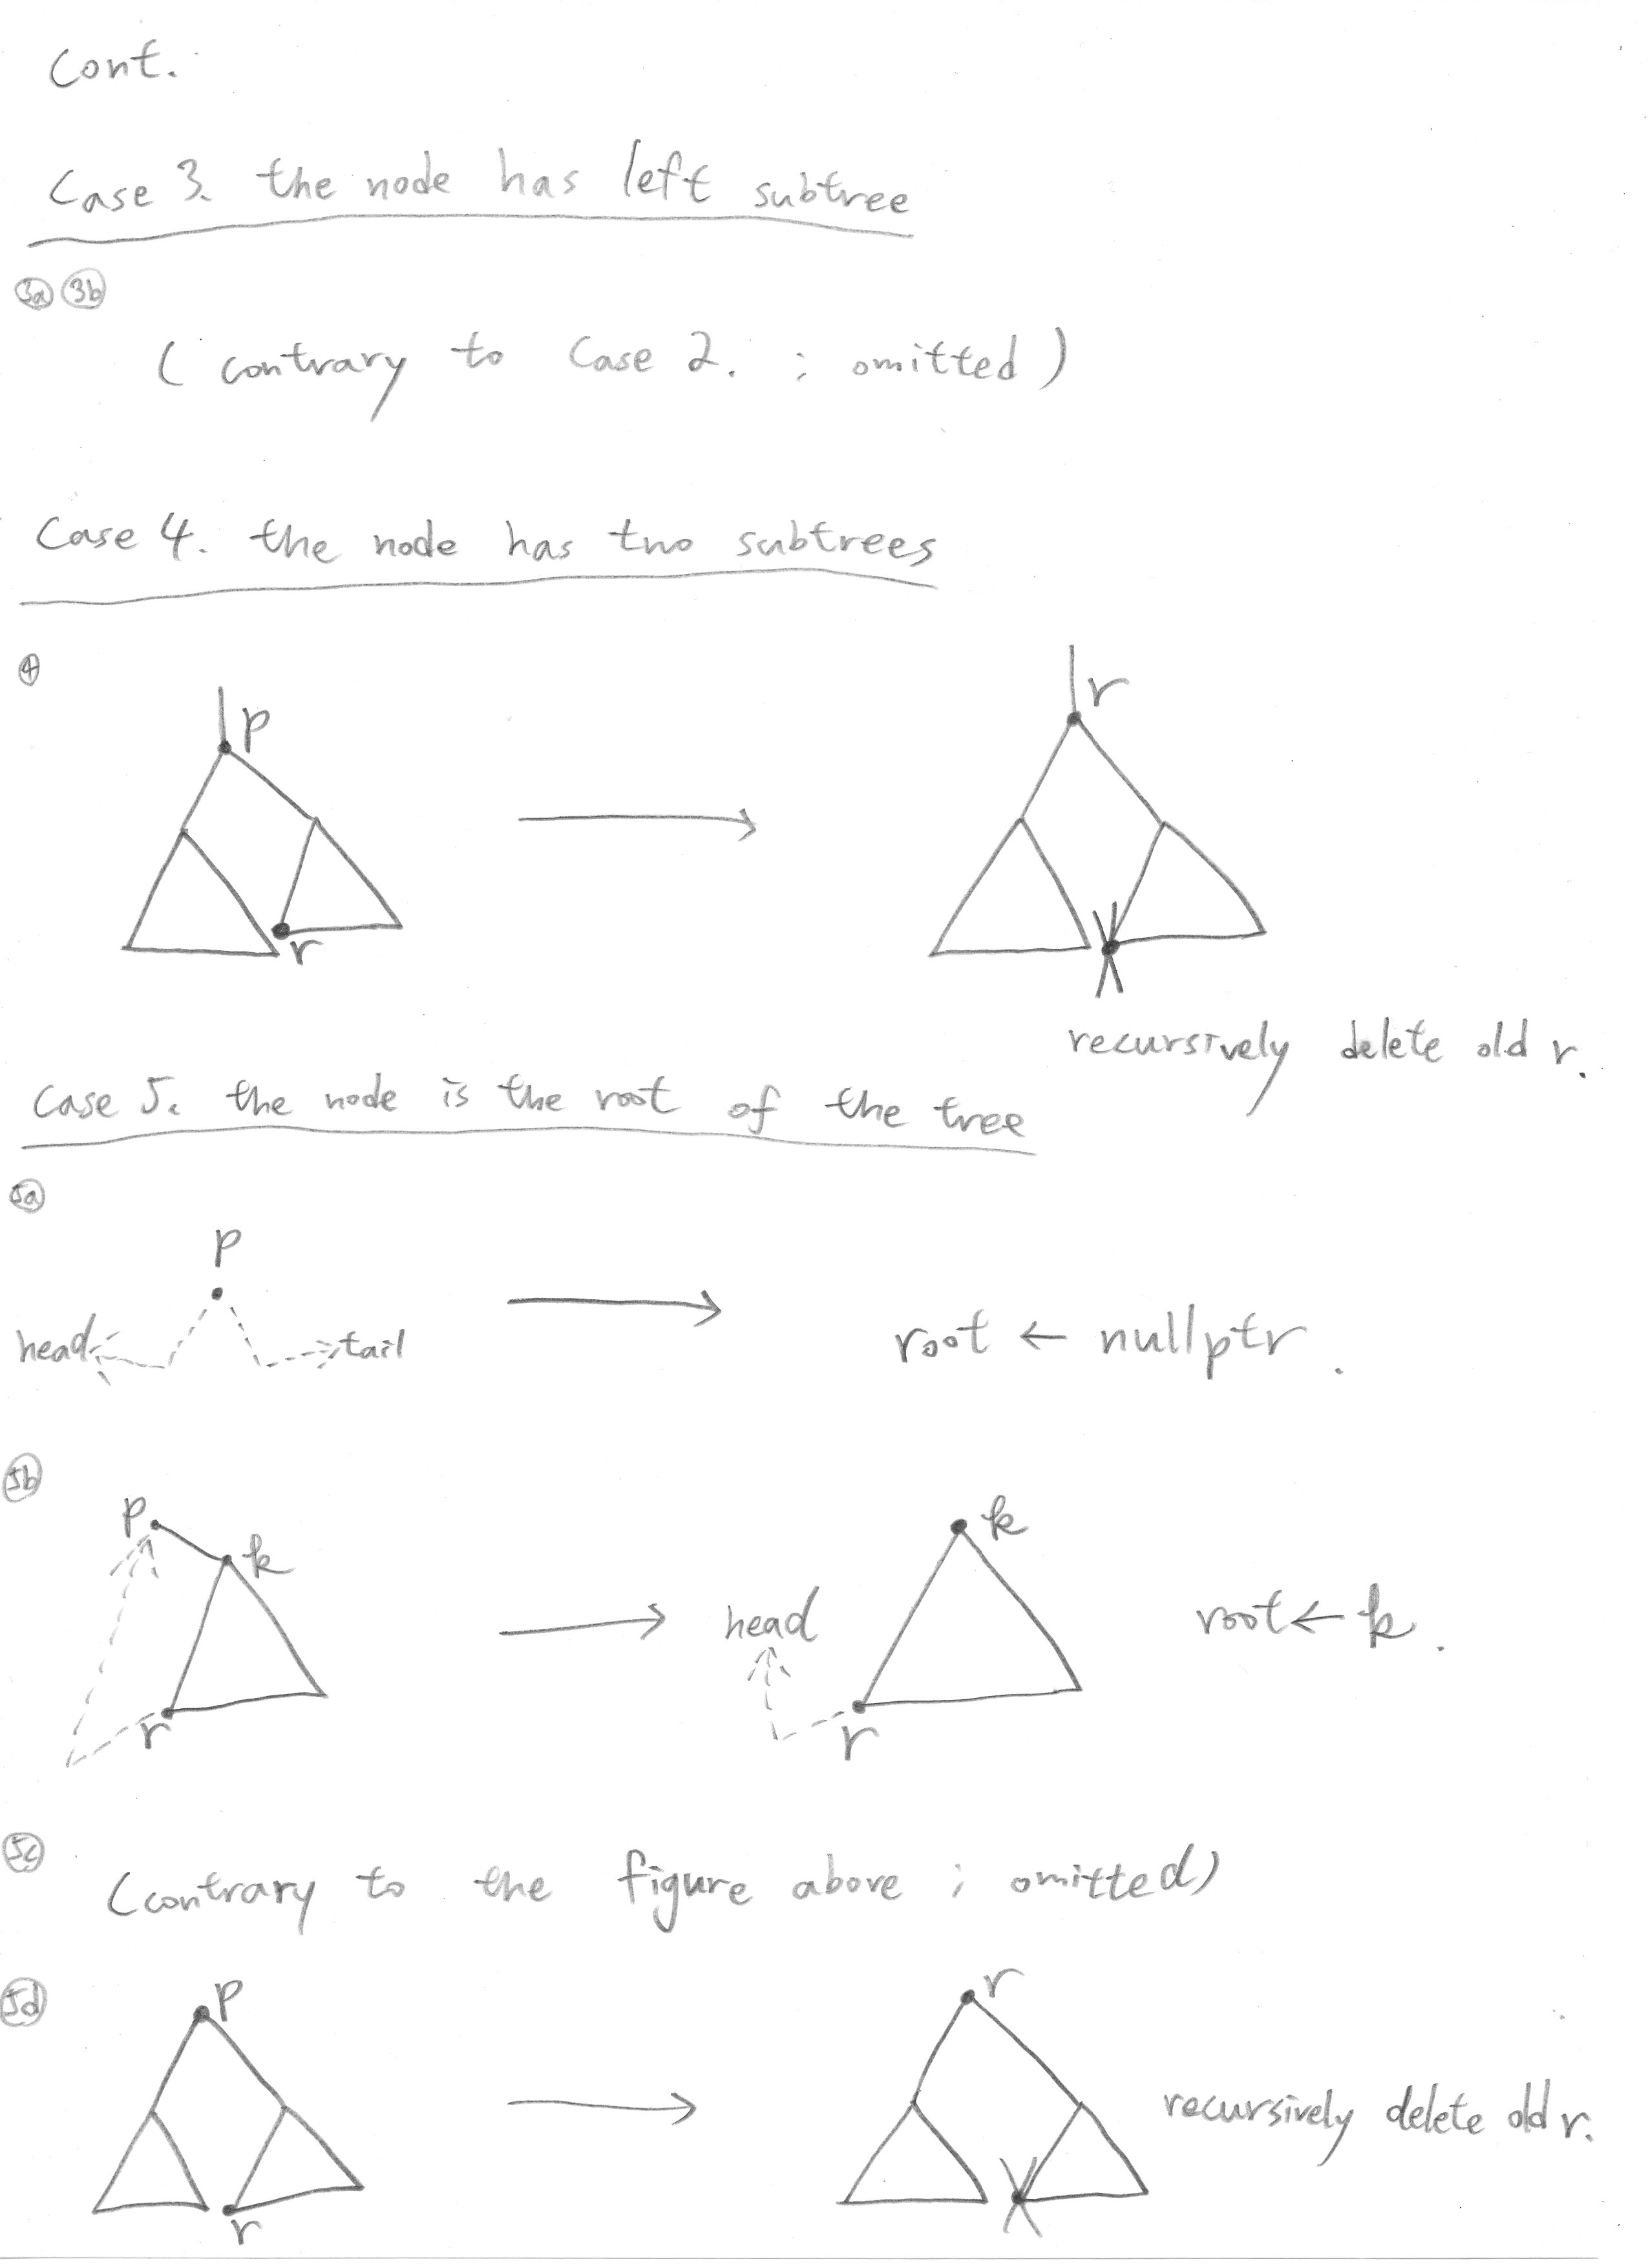 Cont.
Case 3. the node has left subtree
3a 3b
( contrary to Case 2. ; omitted )
Case 4. the node has two subtrees
4
p
r
r
recursively delete old r.
Case 5. the node is the root of the tree
5a
p
head
tail
root ← nullptr.
5b
p
k
r
k
head
r
root ← k.
5c
(contrary to the figure above ; omitted)
5d
p
r
r
recursively delete old r.